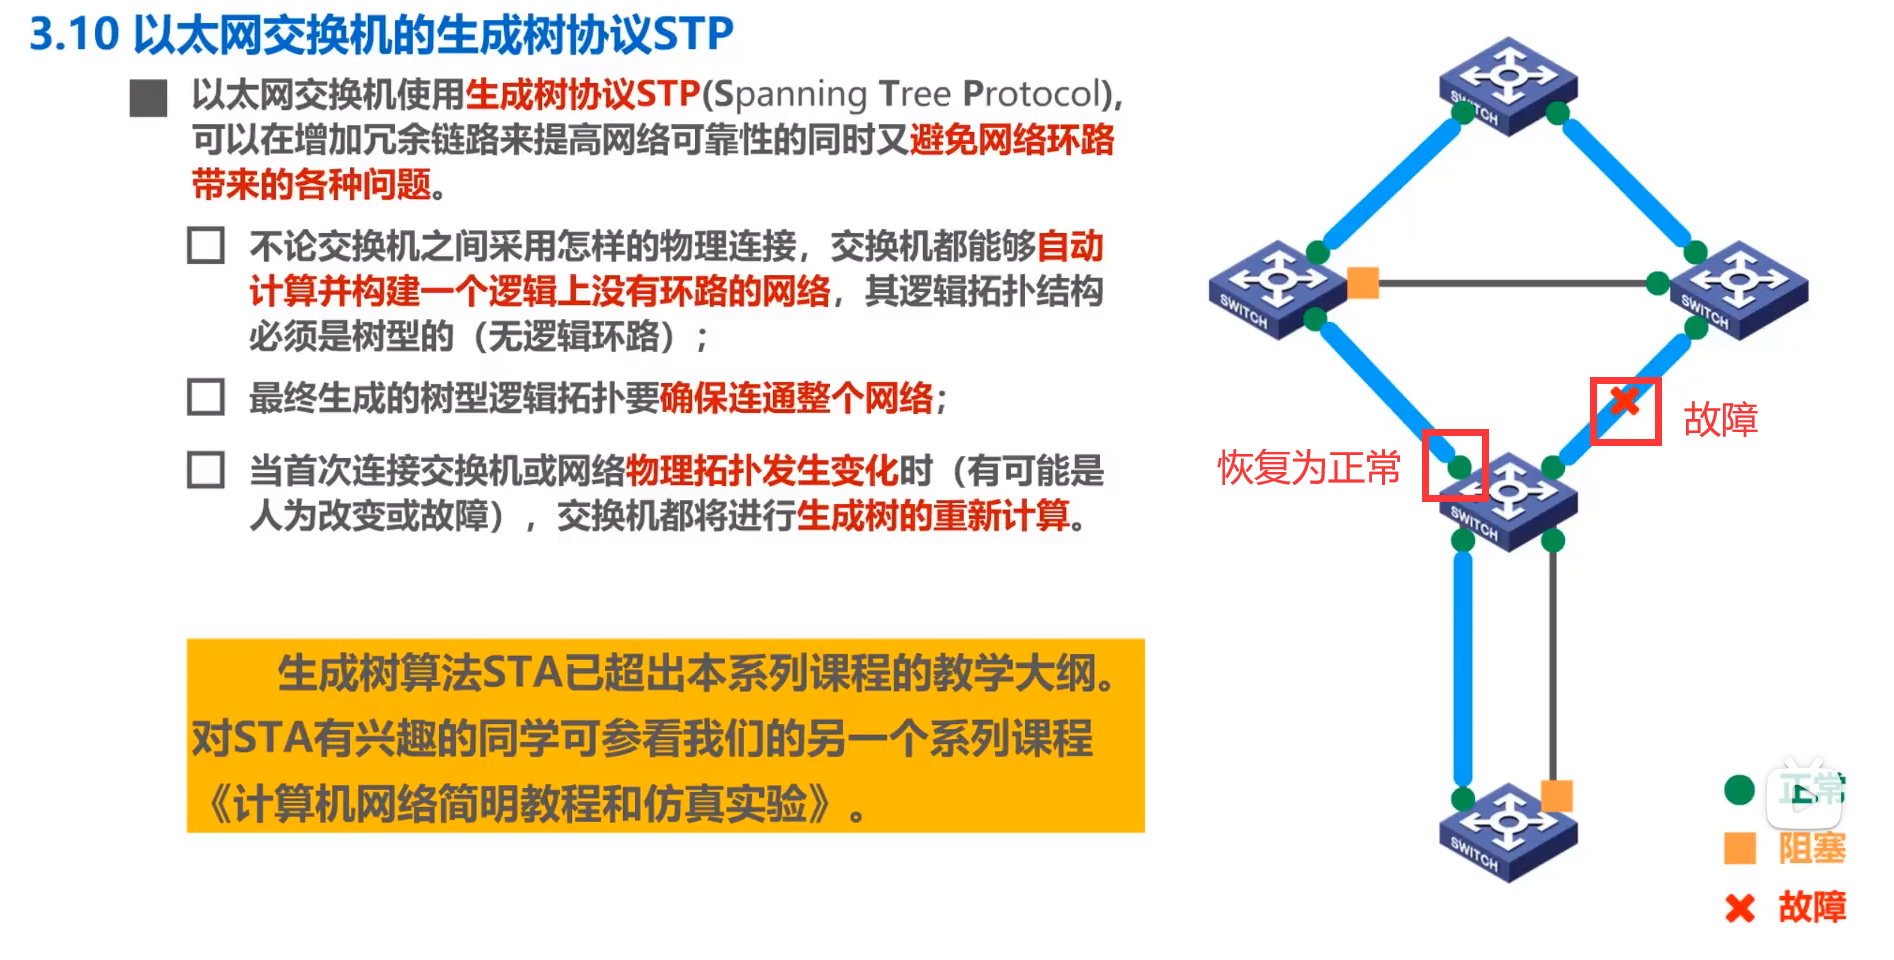 3.10 以太网交换机的生成树协议STP
以太网交换机使用生成树协议STP(Spanning Tree Protocol),
可以在增加冗余链路来提高网络可靠性的同时又避免网络环路
带来的各种问题。
不论交换机之间采用怎样的物理连接，交换机都能够自动
计算并构建一个逻辑上没有环路的网络，其逻辑拓扑结构
必须是树型的（无逻辑环路）；
最终生成的树型逻辑拓扑要确保连通整个网络；
当首次连接交换机或网络物理拓扑发生变化时（有可能是
人为改变或故障），交换机都将进行生成树的重新计算。
生成树算法STA已超出本系列课程的教学大纲。
对STA有兴趣的同学可参看我们的另一个系列课程
《计算机网络简明教程和仿真实验》。
SWITCH
SWITCH
SWITCH
故障
恢复为正常
SWITCH
SWITCH
正常
阻塞
故障